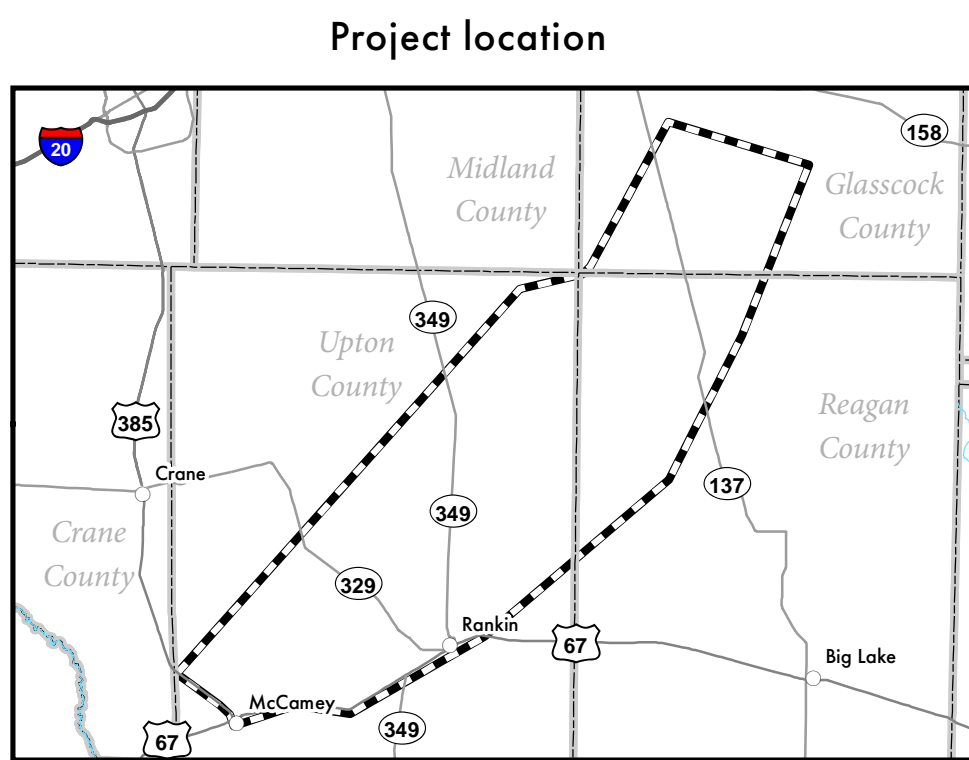 Project location
20
158
Midland
County
Glasscock
County
349
Upton
County
385
Reagan
County
Crane
137
349
Crane
County
329
Rankin
67
Big Lake
McCamey
349
67